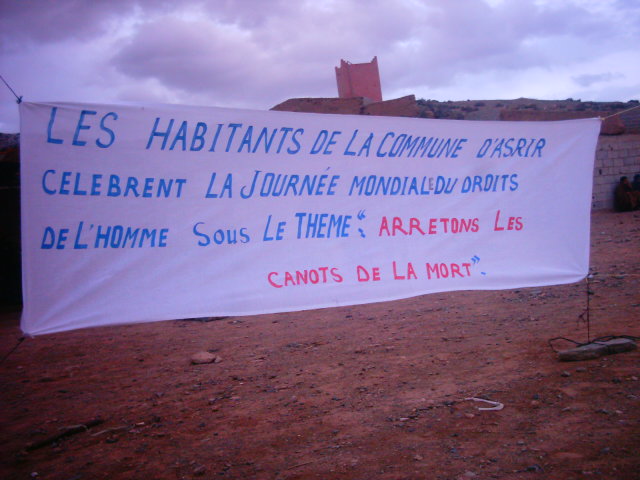 LES HABITANTS DE LA COMMUNE D'ASRIR
CELEBRENT LA JOURNÉE MONDIALE DU DROITS
DE L'HOMME SOUS LE THEME ": ARRETONS LES
CANOTS DE LA MORT".